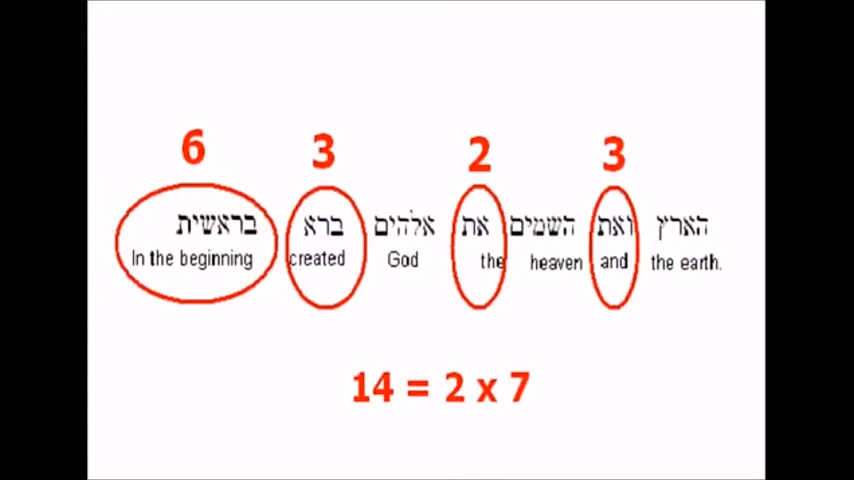 6 3 2 3
בראשית ברא אלהים את השמים ואת הארץ
In the beginning created God the heaven and the earth.
14 = 2 x 7